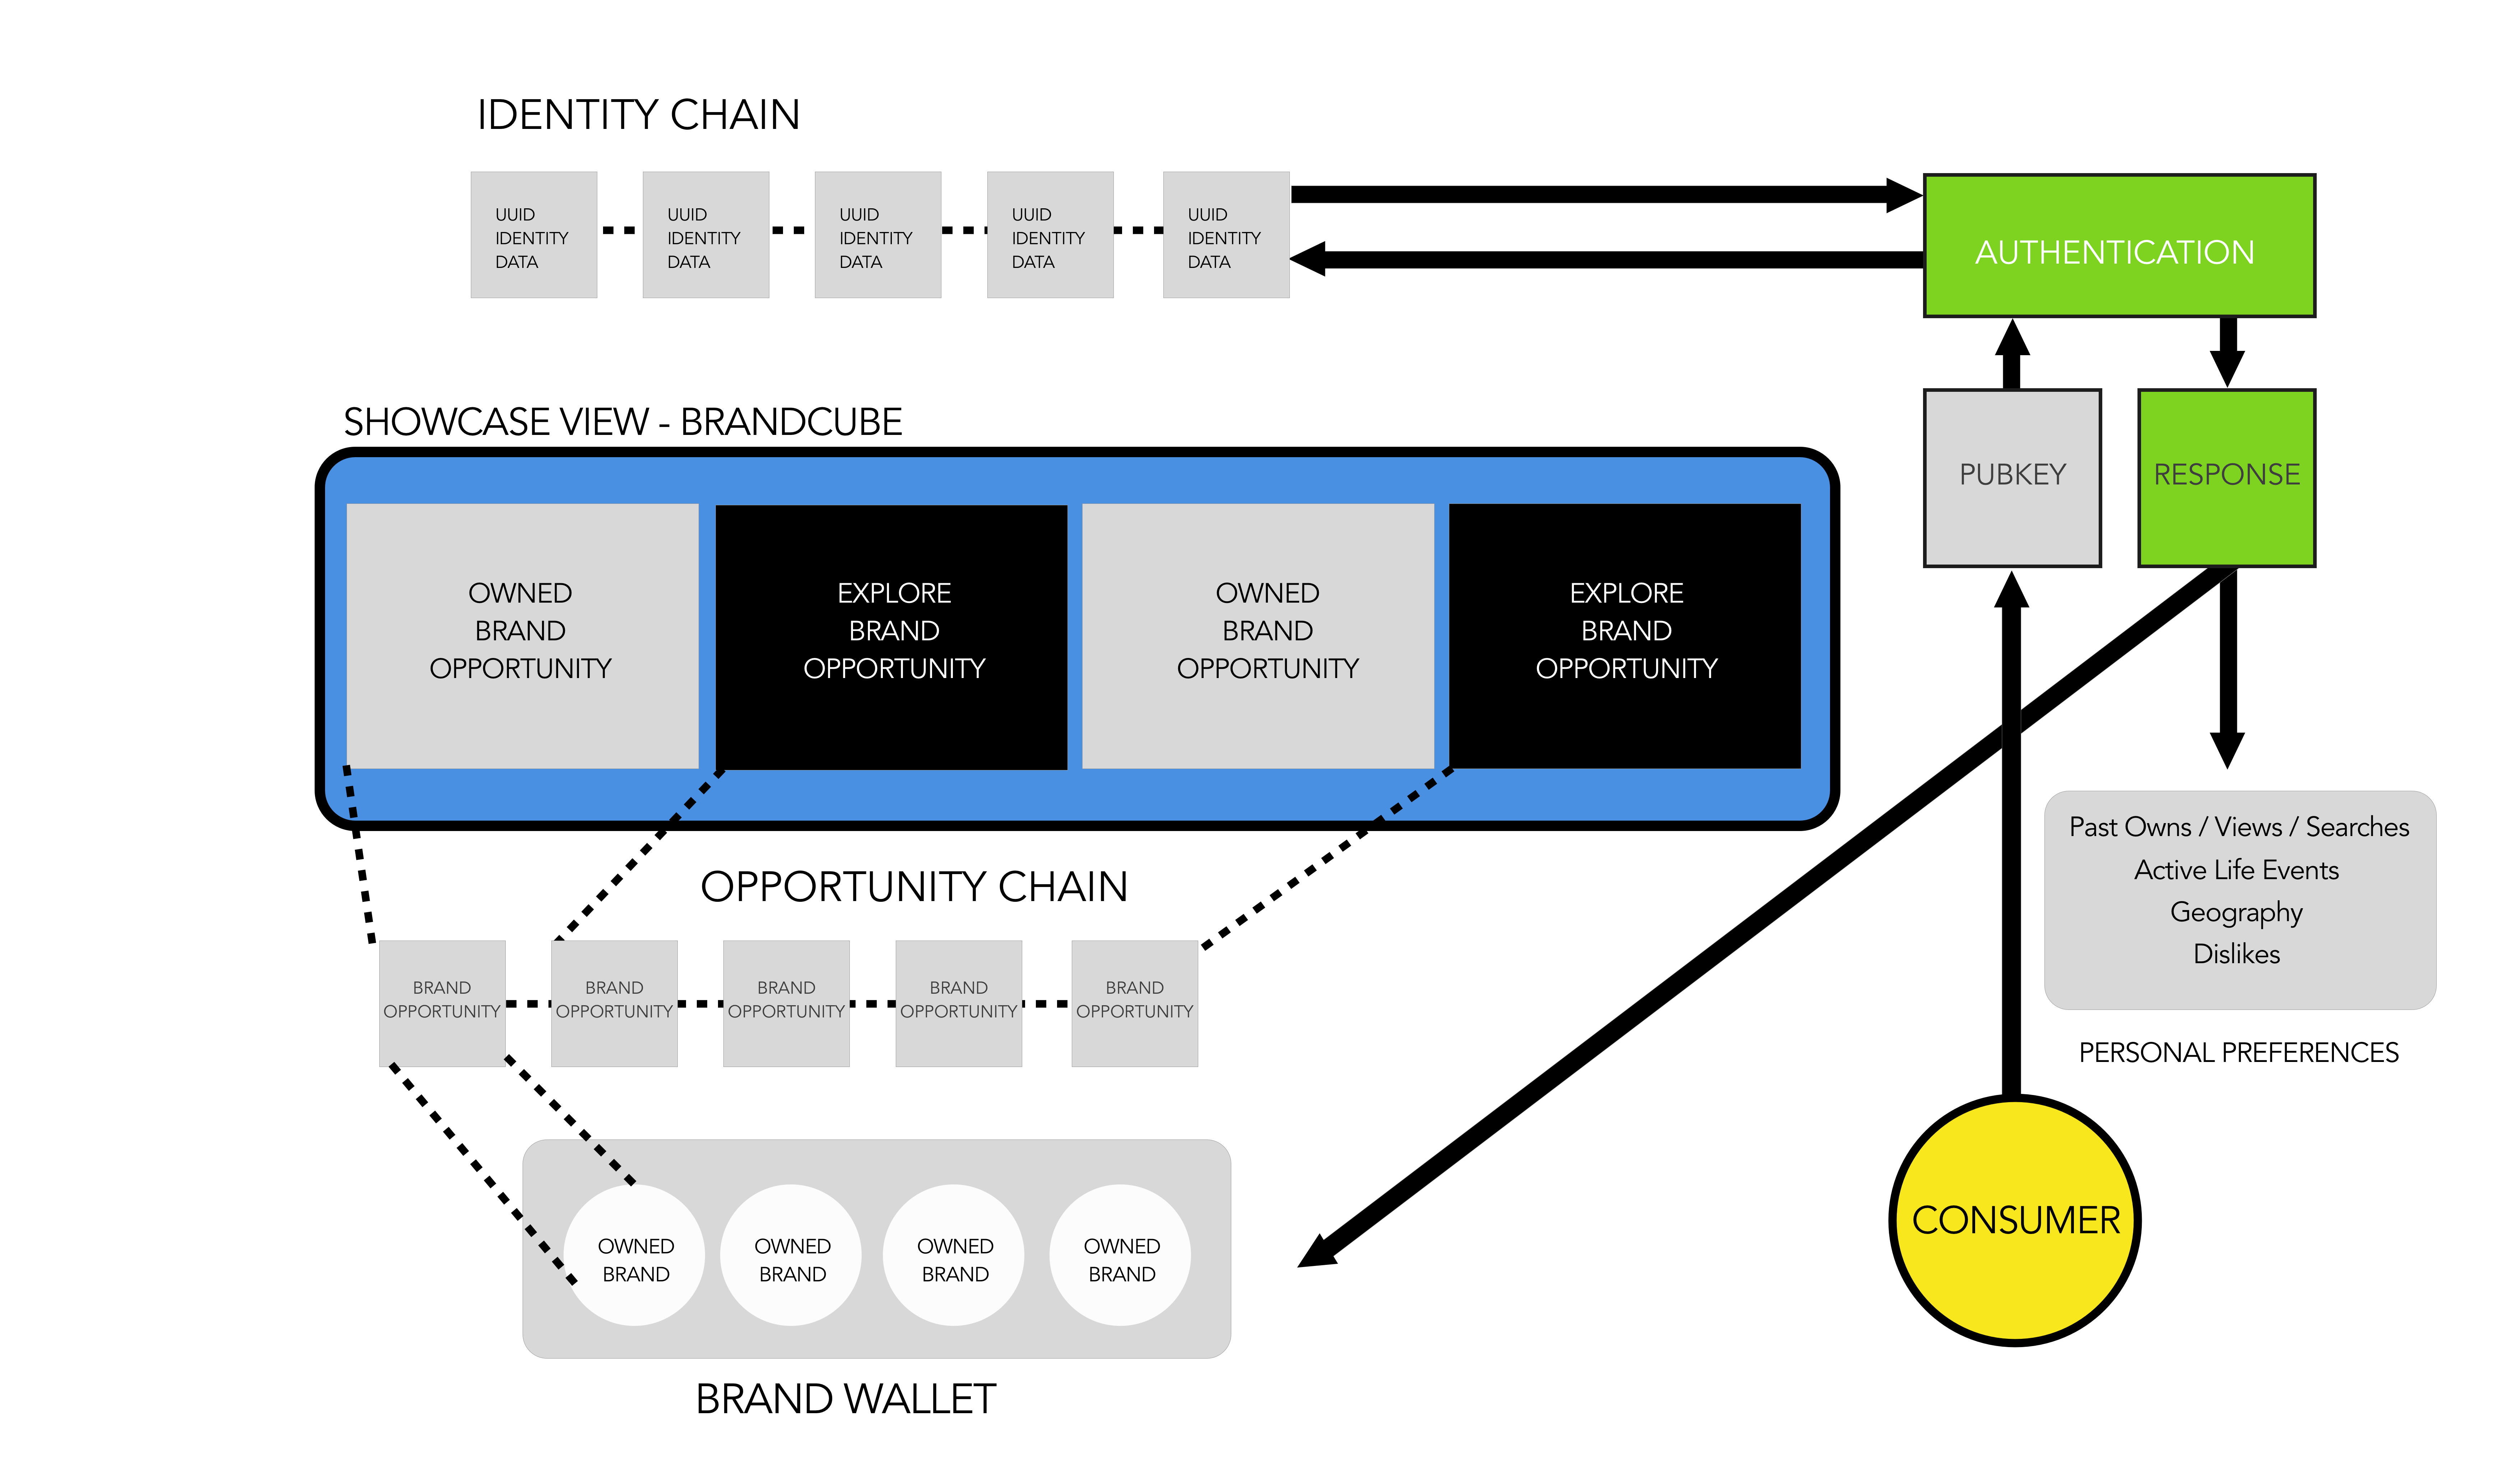 IDENTITY CHAIN
UUID
IDENTITY
DATA
UUID
IDENTITY
DATA
UUID
IDENTITY
DATA
UUID
IDENTITY
DATA
UUID
IDENTITY
DATA
AUTHENTICATION
PUBKEY
RESPONSE
SHOWCASE VIEW - BRANDCUBE
OWNED
BRAND
OPPORTUNITY
EXPLORE
BRAND
OPPORTUNITY
OWNED
BRAND
OPPORTUNITY
EXPLORE
BRAND
OPPORTUNITY
Past Owns / Views / Searches
Active Life Events
Geography
Dislikes
PERSONAL PREFERENCES
OPPORTUNITY CHAIN
BRAND
OPPORTUNITY
BRAND
OPPORTUNITY
BRAND
OPPORTUNITY
BRAND
OPPORTUNITY
BRAND
OPPORTUNITY
CONSUMER
OWNED
BRAND
OWNED
BRAND
OWNED
BRAND
OWNED
BRAND
BRAND WALLET